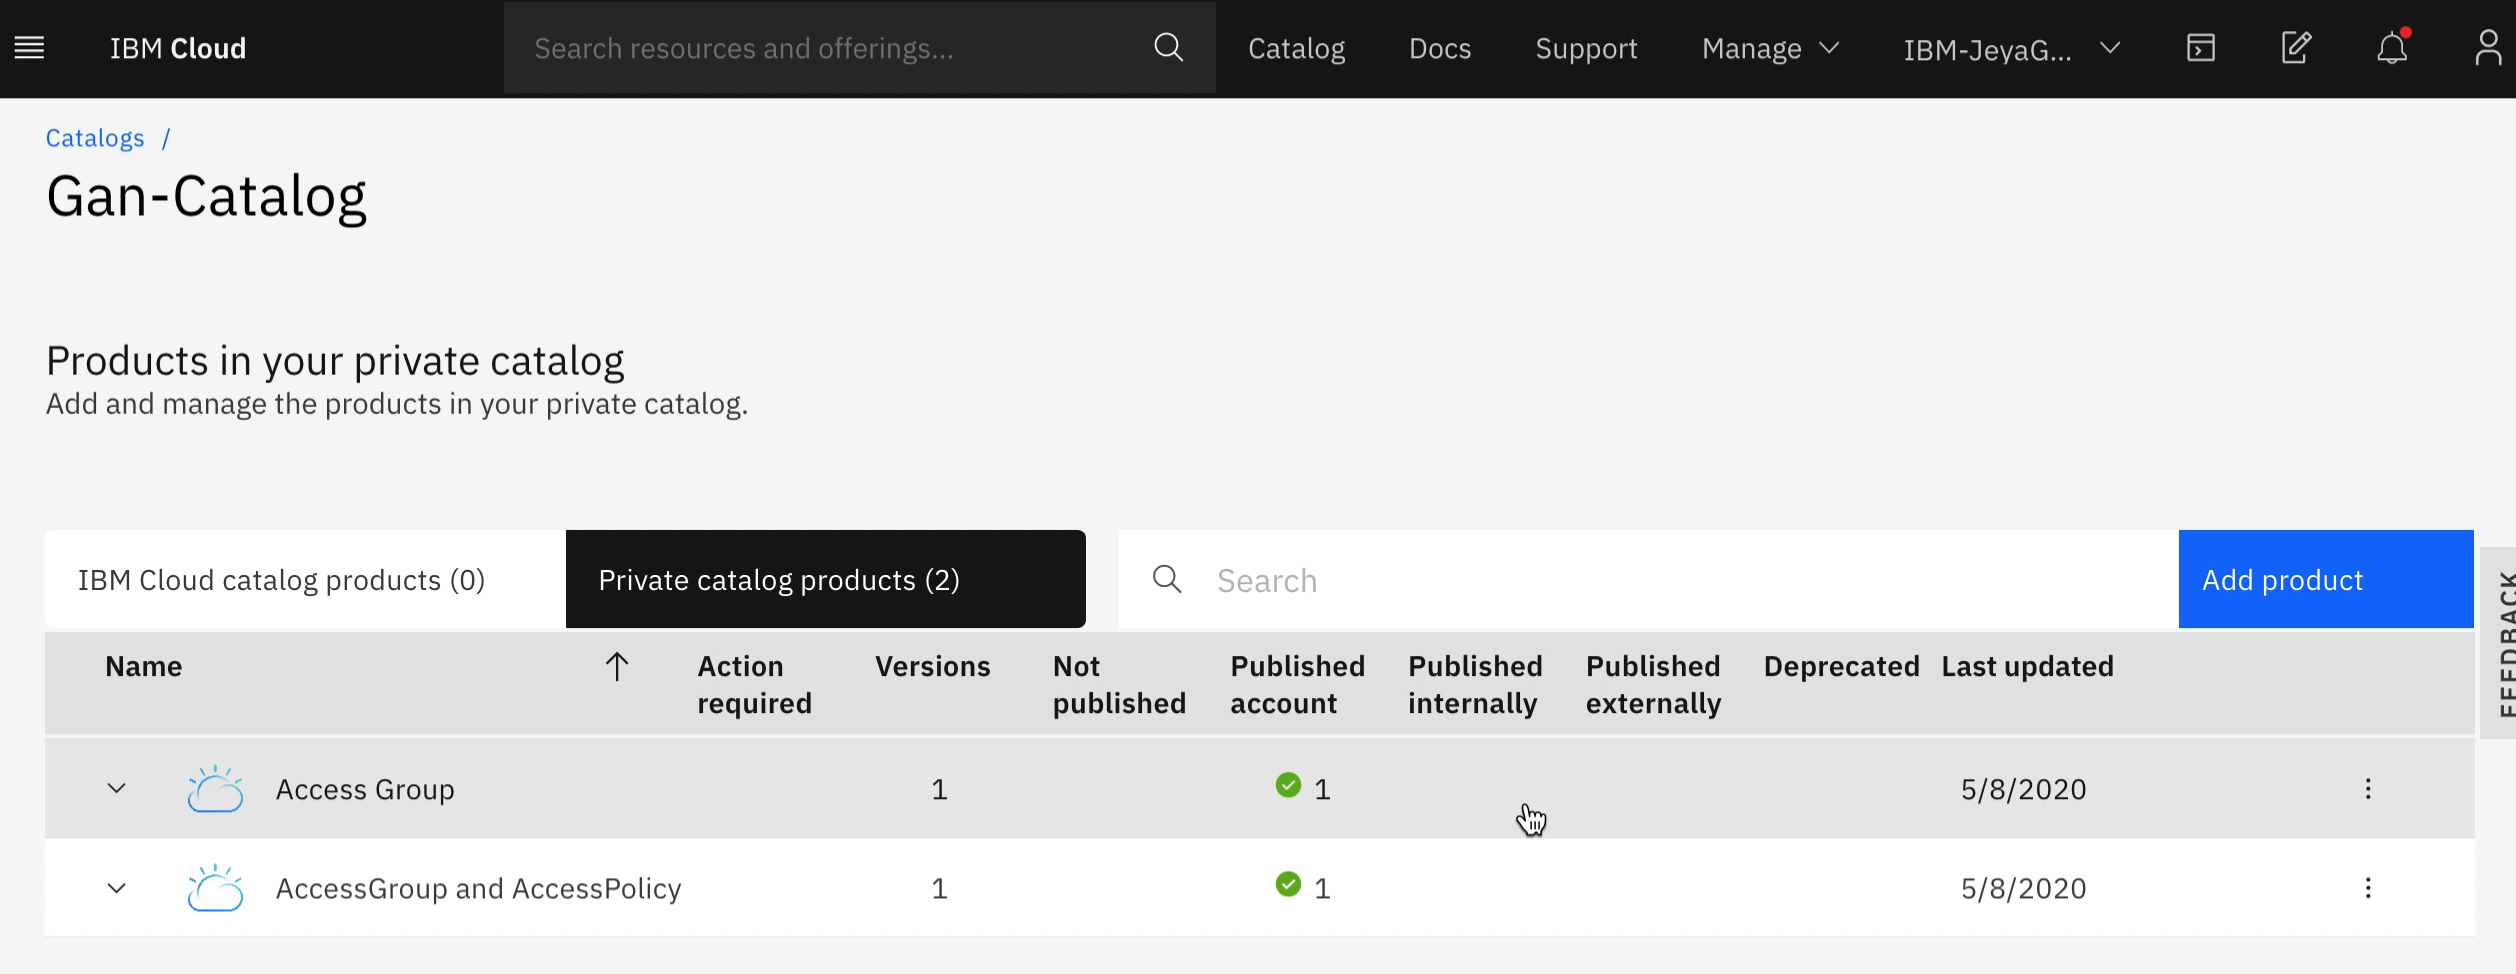 IBM Cloud
Search resources and offerings...
Catalog
Docs
Support
Manage
IBM-JeyaG...
Catalogs /
Gan-Catalog
Products in your private catalog
Add and manage the products in your private catalog.
IBM Cloud catalog products (0)
Private catalog products (2)
Search
Add product
FEEDBACK
Name
Action
required
Versions
Not
published
Published
account
Published
internally
Published
externally
Deprecated
Last updated
Access Group
1
1
5/8/2020
AccessGroup and AccessPolicy
1
1
5/8/2020